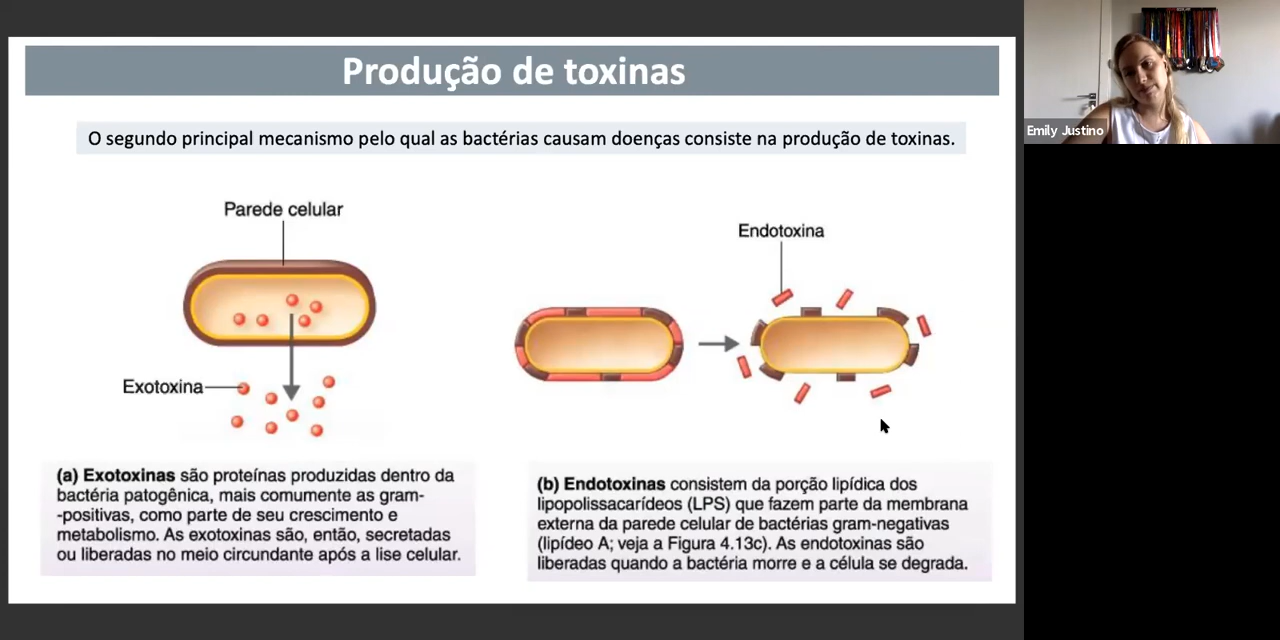 Produção de toxinas
O segundo principal mecanismo pelo qual as bactérias causam doenças consiste na produção de toxinas.
Parede celular
Exotoxina
(a) Exotoxinas são proteínas produzidas dentro da
bactéria patogênica, mais comumente as gram-
-positivas, como parte de seu crescimento e
metabolismo. As exotoxinas são, então, secretadas
ou liberadas no meio circundante após a lise celular.
Endotoxina
(b) Endotoxinas consistem da porção lipídica dos
lipopolissacarídeos (LPS) que fazem parte da membrana
externa da parede celular de bactérias gram-negativas
(lipídeo A; veja a Figura 4.13c). As endotoxinas são
liberadas quando a bactéria morre e a célula se degrada.
Emily Justino